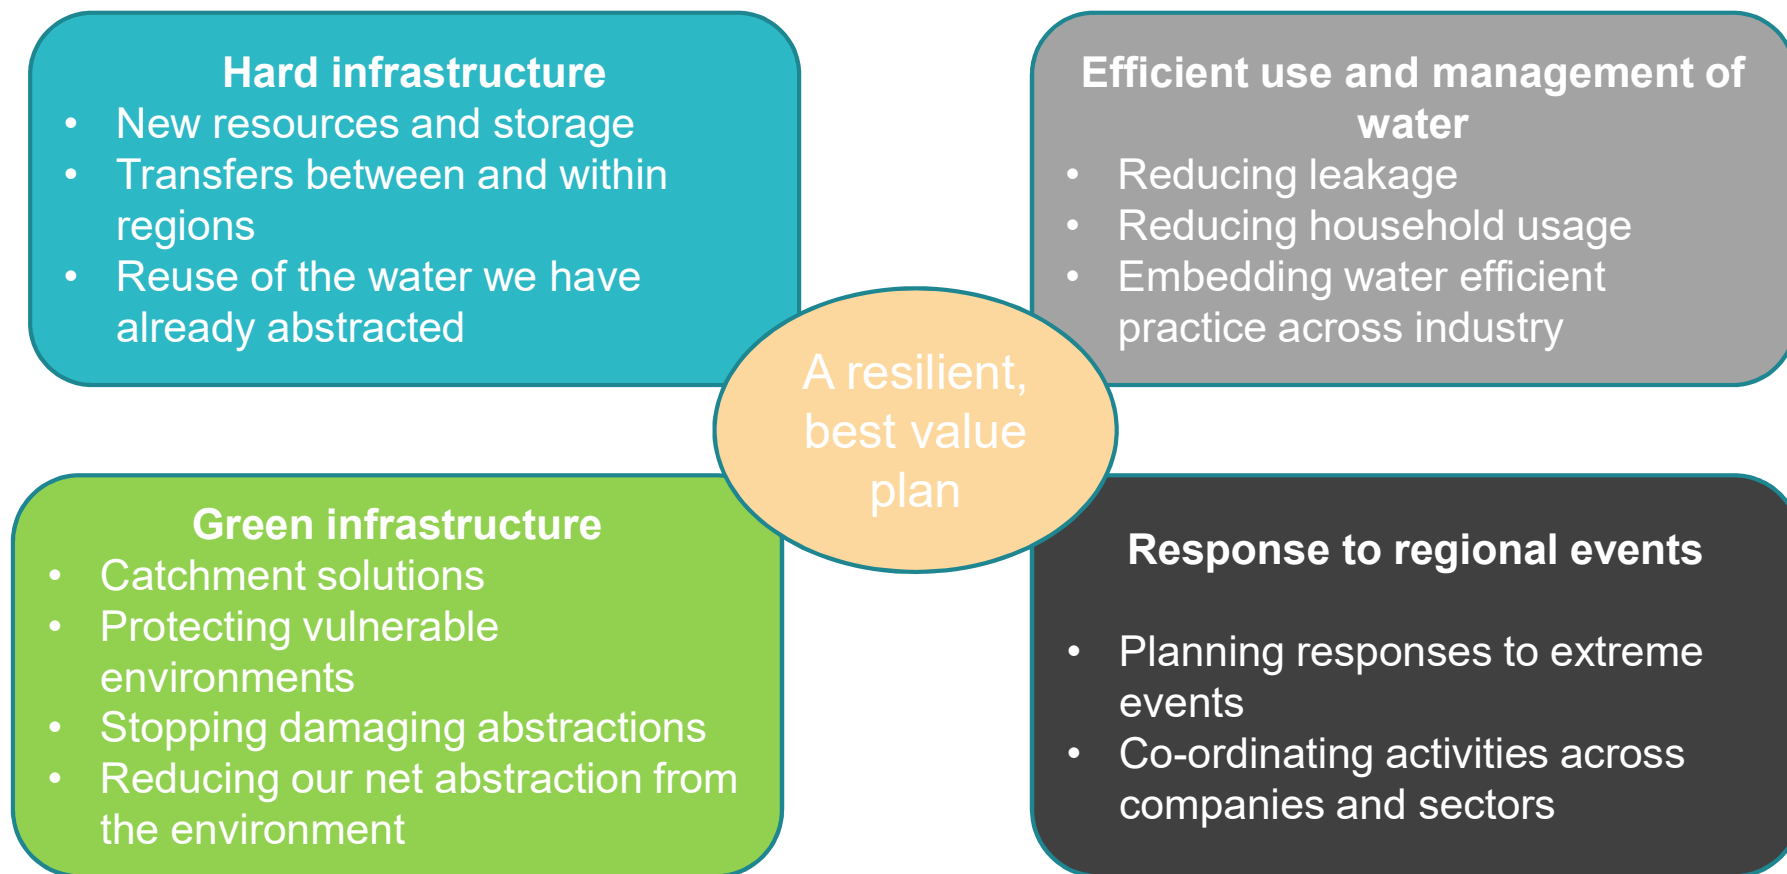 Hard infrastructure
• New resources and storage
• Transfers between and within
regions
• Reuse of the water we have
already abstracted
Efficient use and management of
water
• Reducing leakage
• Reducing household usage
• Embedding water efficient
practice across industry
A resilient,
best value
plan
Green infrastructure
• Catchment solutions
• Protecting vulnerable
environments
• Stopping damaging abstractions
• Reducing our net abstraction from
the environment
Response to regional events
• Planning responses to extreme
events
• Co-ordinating activities across
companies and sectors